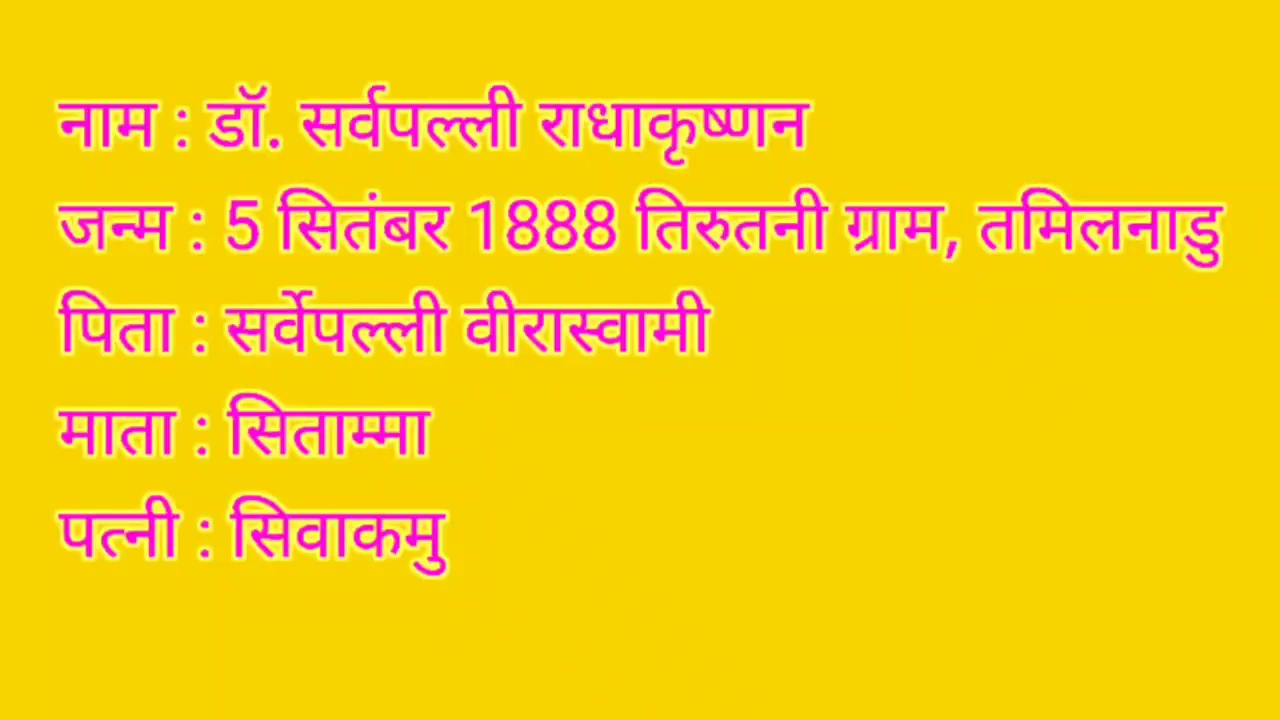 नाम : डॉ. सर्वपल्ली राधाकृष्णन
जन्म : 5 सितंबर 1888 तिरुतनी ग्राम, तमिलनाडु
पिता : सर्वेपल्ली वीरास्वामी
माता : सिताम्मा
पत्नी : सिवाकमु